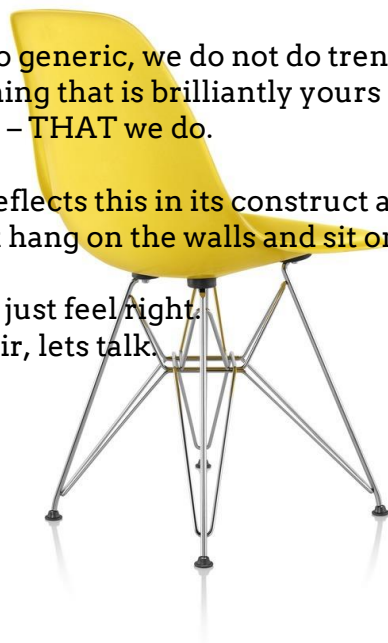 o generic, we do not do tren
ning that is brilliantly yours
– THAT we do.
eflects this in its construct a
hang on the walls and sit or
just feel right.
ir, lets talk.